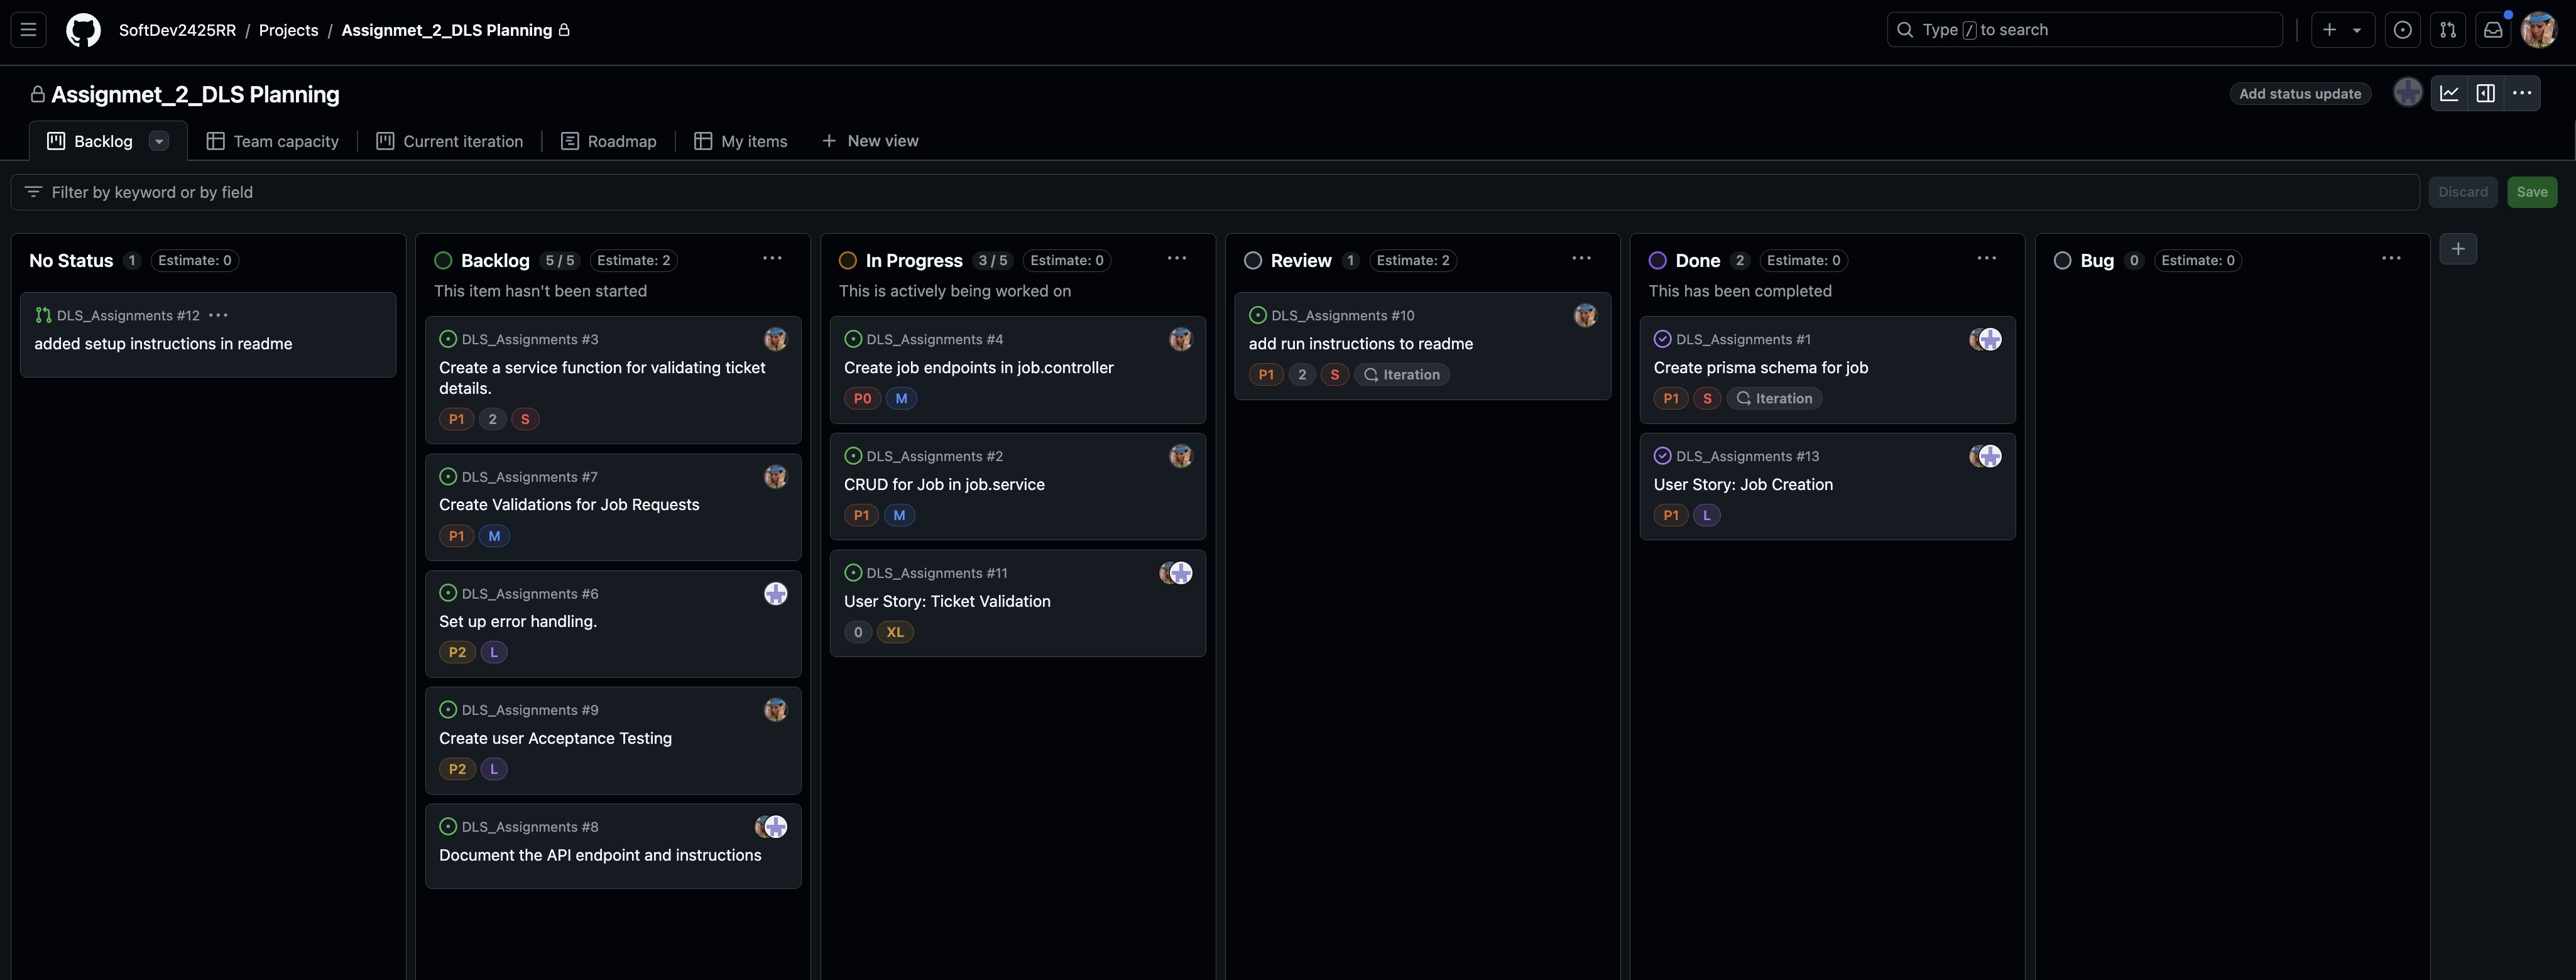 SoftDev2425RR / Projects / Assignmet_2_DLS Planning
Type / to search
Assignmet_2_DLS Planning
Add status update
Backlog
Team capacity
Current iteration
Roadmap
My items
New view
Filter by keyword or by field
Discard
Save
No Status 1 Estimate: 0
DLS_Assignments #12
added setup instructions in readme
Backlog 5 / 5 Estimate: 2
This item hasn't been started
DLS_Assignments #3
Create a service function for validating ticket
details.
P1 2 S
DLS_Assignments #7
Create Validations for Job Requests
P1 M
DLS_Assignments #6
Set up error handling.
P2 L
DLS_Assignments #9
Create user Acceptance Testing
P2 L
DLS_Assignments #8
Document the API endpoint and instructions
In Progress 3 / 5 Estimate: 0
This is actively being worked on
DLS_Assignments #4
Create job endpoints in job.controller
P0 M
DLS_Assignments #2
CRUD for Job in job.service
P1 M
DLS_Assignments #11
User Story: Ticket Validation
0 XL
Review 1 Estimate: 2
DLS_Assignments #10
add run instructions to readme
P1 2 S Iteration
Done 2 Estimate: 0
This has been completed
DLS_Assignments #1
Create prisma schema for job
P1 S Iteration
DLS_Assignments #13
User Story: Job Creation
P1 L
Bug 0 Estimate: 0